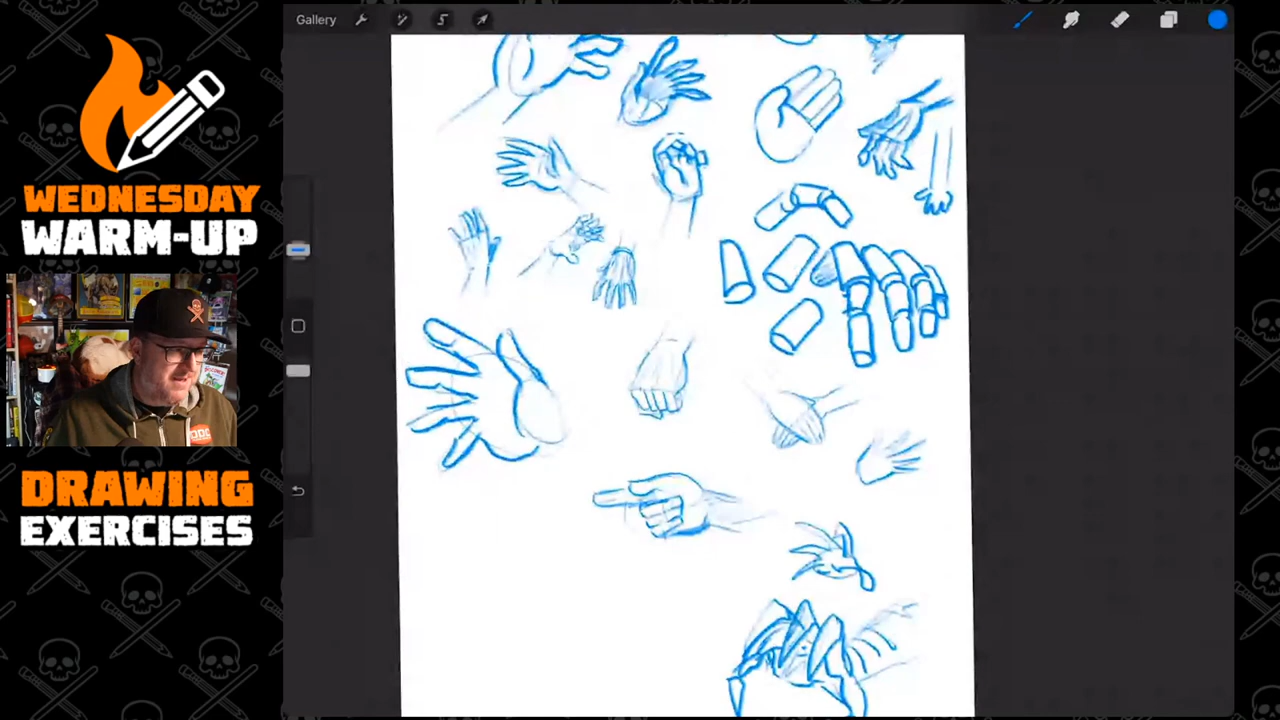 Gallery
WEDNESDAY
WARM-UP
DRAWING
EXERCISES